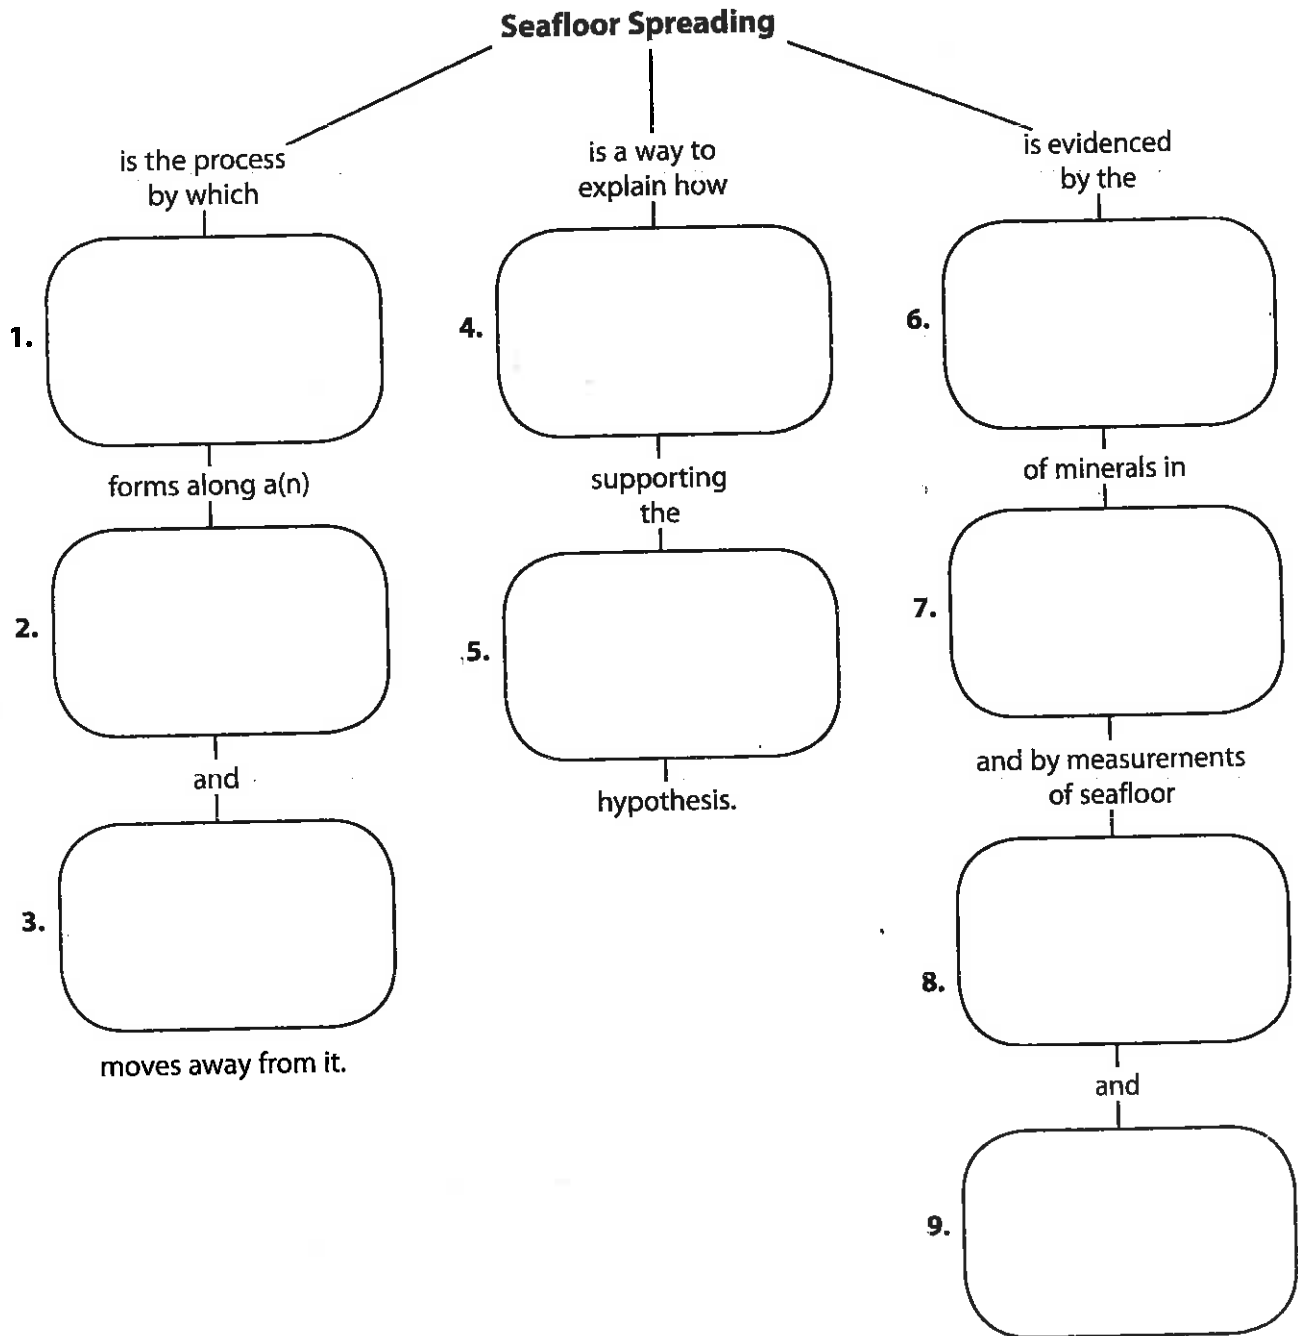 Seafloor Spreading
is the process
by which
1.
forms along a(n)
2.
and
3.
moves away from it.
is a way to
explain how
4.
supporting
the
5.
hypothesis.
is evidenced
by the
6.
of minerals in
7.
and by measurements
of seafloor
8.
and
9.